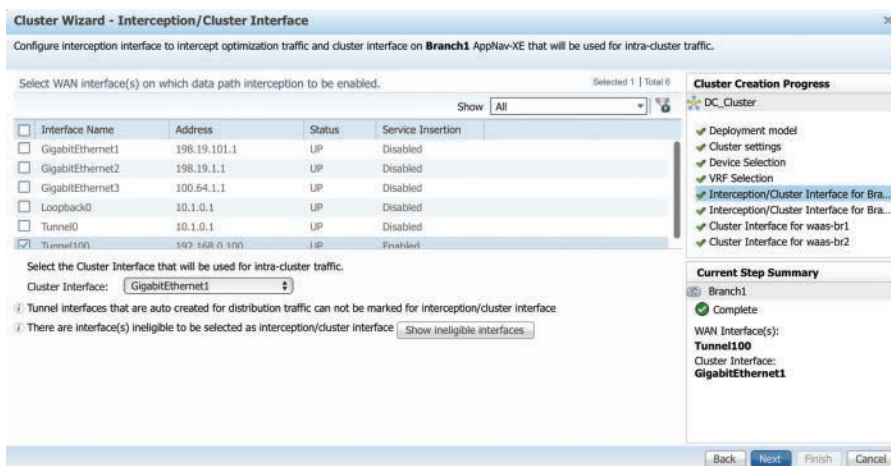 Cluster Wizard - Interception/Cluster Interface
Configure interception interface to intercept optimization traffic and cluster interface on Branch1 AppNav-XE that will be used for intra-cluster traffic.
Select WAN interface(s) on which data path interception to be enabled.
Selected 1 | Total 6
Show All
Interface Name Address Status Service Insertion
GigabitEthernet1 198.19.101.1 UP Disabled
GigabitEthernet2 198.19.1.1 UP Disabled
GigabitEthernet3 100.64.1.1 UP Disabled
Loopback0 10.1.0.1 UP Disabled
Tunnel0 10.1.0.1 UP Disabled
Tunnel100 192.168.0.100 UP Enabled
Select the Cluster Interface that will be used for intra-cluster traffic.
Cluster Interface: GigabitEthernet1
Tunnel interfaces that are auto created for distribution traffic can not be marked for interception/cluster interface
There are interface(s) ineligible to be selected as interception/cluster interface Show ineligible interfaces
Cluster Creation Progress
DC_Cluster
Deployment model
Cluster settings
Device Selection
VRF Selection
Interception/Cluster Interface for Bra...
Interception/Cluster Interface for Bra...
Cluster Interface for waas-br1
Cluster Interface for waas-br2
Current Step Summary
Branch1
Complete
WAN Interface(s):
Tunnel100
Cluster Interface:
GigabitEthernet1
Back Next Finish Cancel